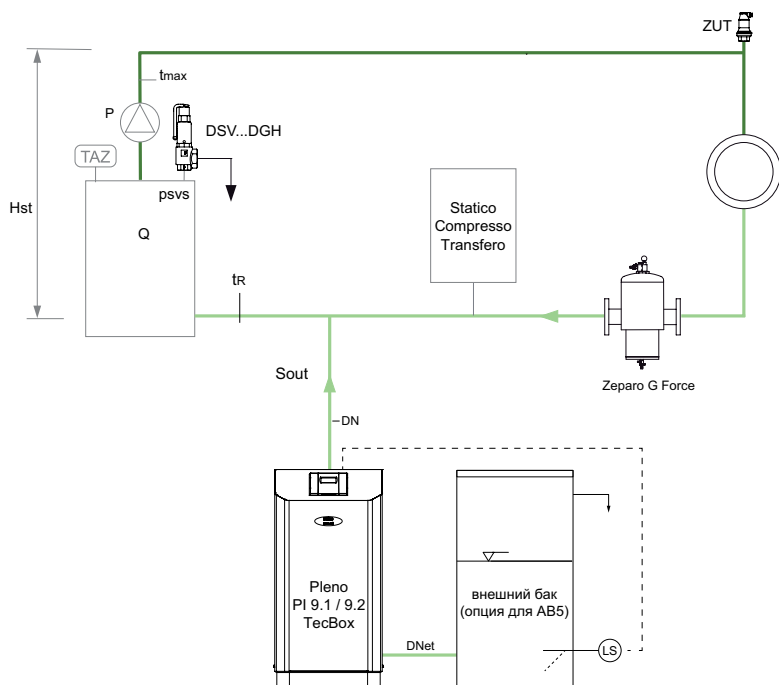 ZUT
tmax
P
DSV...DGH
TAZ
psvs
Hst
Q
Statico
Compresso
Transfero
tR
Zeparo G Force
Sout
DN
Pleno
PI 9.1 / 9.2
TecBox
внешний бак
(опция для AB5)
DNet
LS